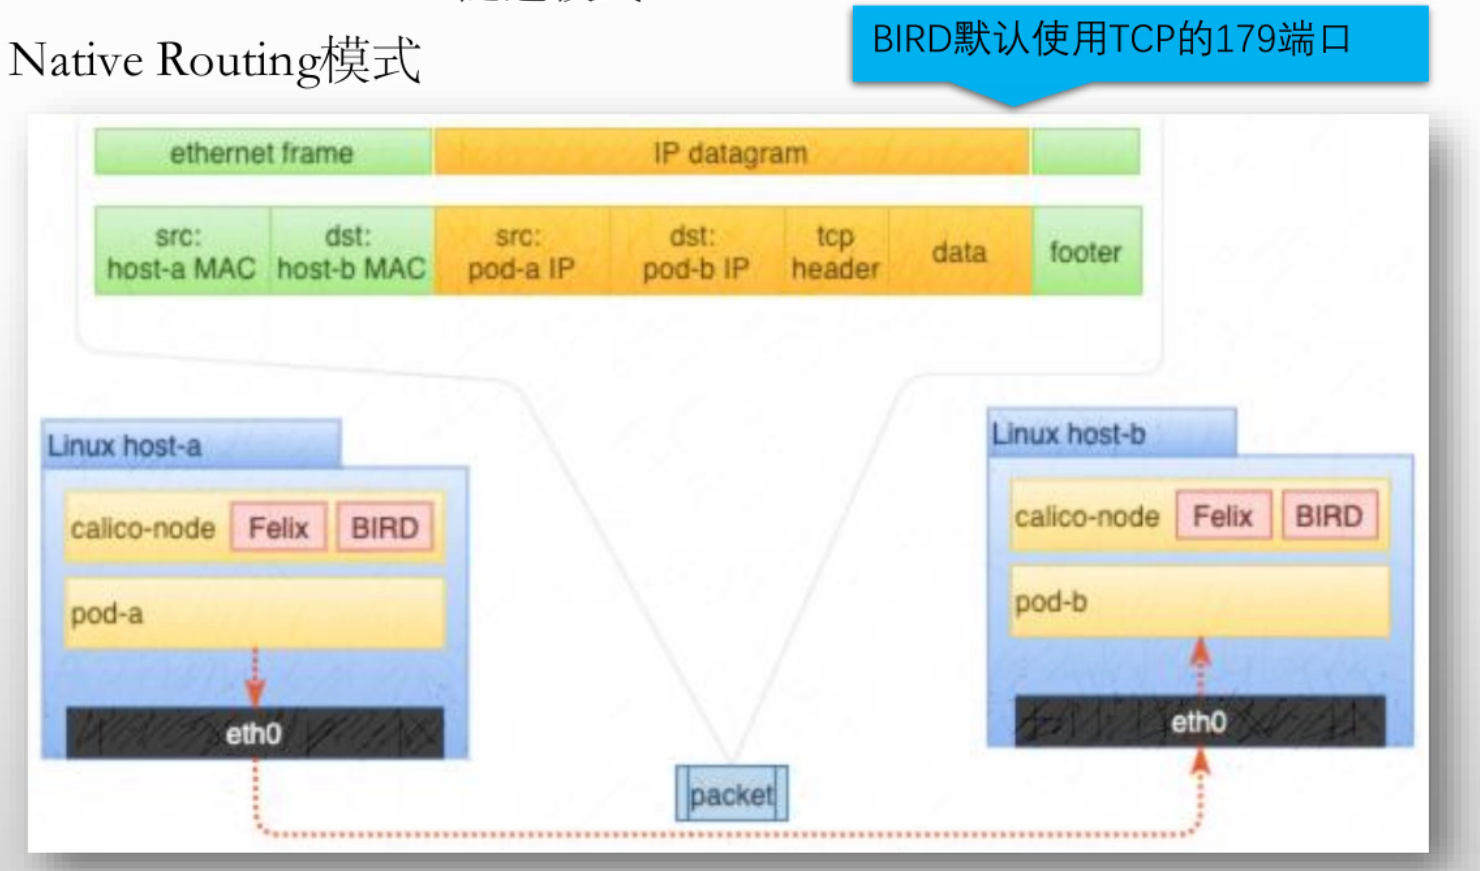 Native Routing模式
BIRD默认使用TCP的179端口
ethernet frame
IP datagram
src:
host-a MAC
dst:
host-b MAC
src:
pod-a IP
dst:
pod-b IP
tcp
header
data
footer
Linux host-a
calico-node
Felix
BIRD
pod-a
eth0
Linux host-b
calico-node
Felix
BIRD
pod-b
eth0
packet